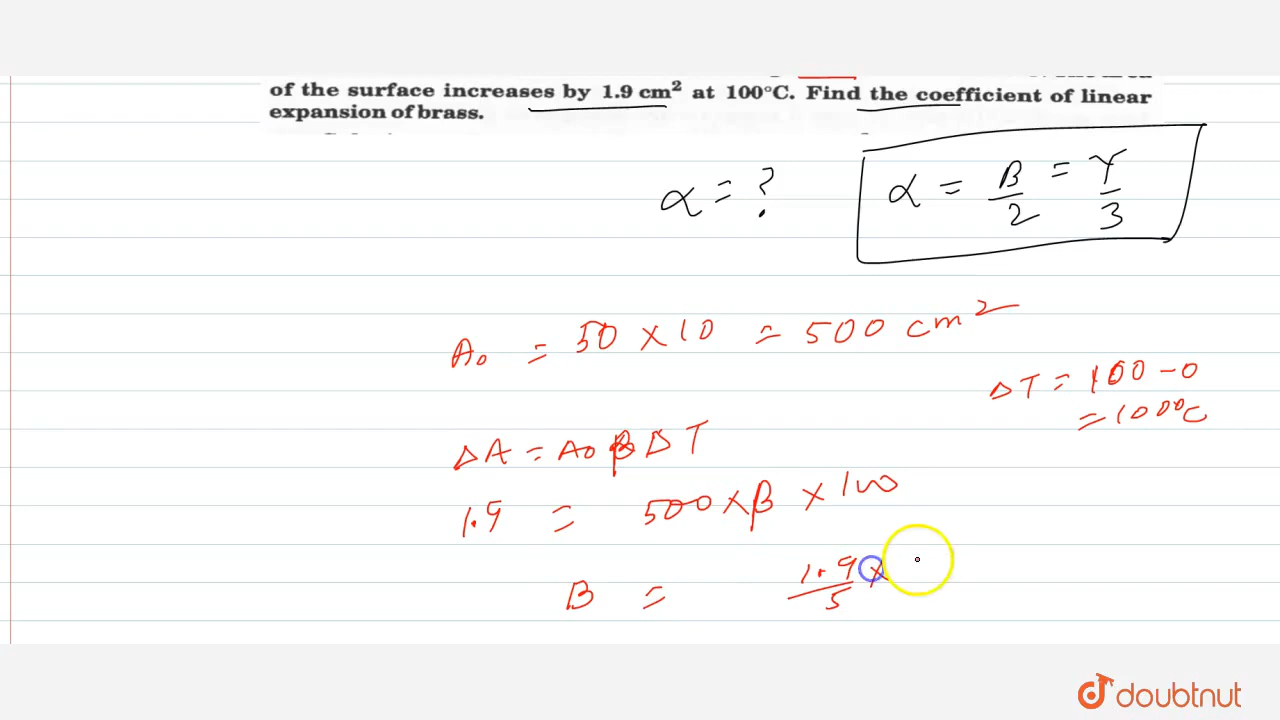 of the surface increases by 1.9 cm² at 100°C. Find the coefficient of linear
expansion of brass.
α = ? α = β/2 = γ/3
A₀ = 50 × 10 = 500 cm²
ΔT = 100 - 0
= 100°C
ΔA = A₀ β Δ T
1.9 = 500 × β × 100
β = 1.9/5 ×
doubtnut